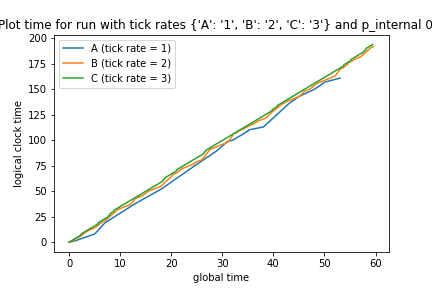 Plot time for run with tick rates {'A': '1', 'B': '2', 'C': '3'} and p_internal 0
A (tick rate = 1)
B (tick rate = 2)
C (tick rate = 3)
logical clock time
200
175
150
125
100
75
50
25
0
0 10 20 30 40 50 60
global time